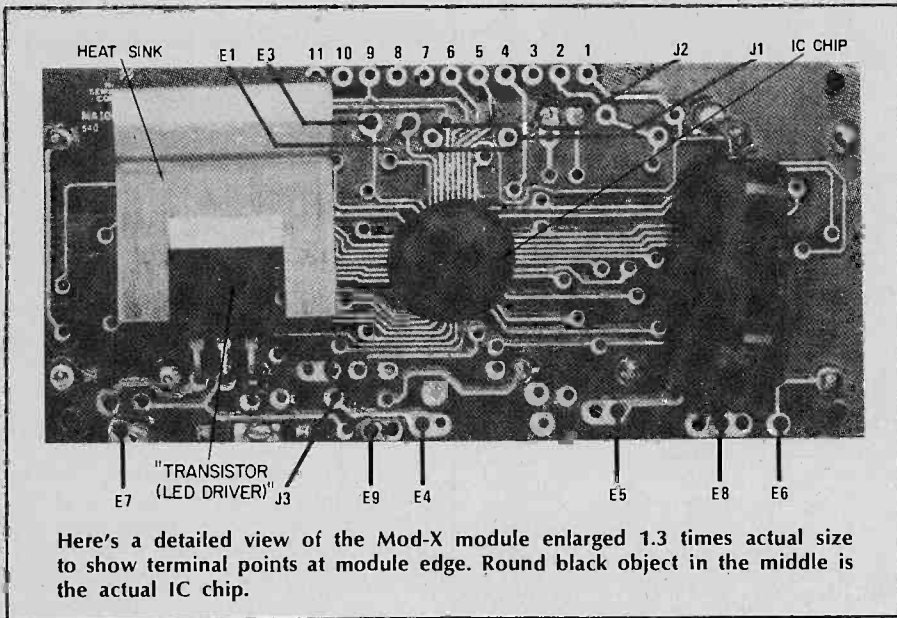 HEAT SINK E1 E3 11 10 9 8 7 6 5 4 3 2 1 J2 J1 IC CHIP
"TRANSISTOR
(LED DRIVER)"
E7 J3 E9 E4 E5 E8 E6
Here's a detailed view of the Mod-X module enlarged 1.3 times actual size
to show terminal points at module edge. Round black object in the middle is
the actual IC chip.